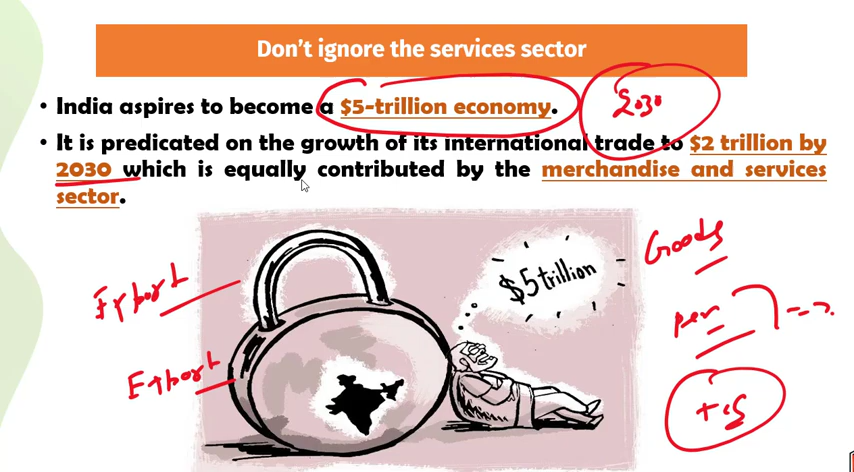 Don't ignore the services sector
• India aspires to become a $5-trillion economy.
2030
• It is predicated on the growth of its international trade to $2 trillion by
2030 which is equally contributed by the merchandise and services
sector.
Goods
$5 trillion
Export
Export